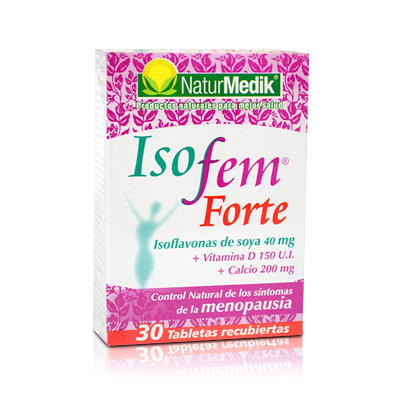 NaturMedik®
Productos naturales para mejor salud
Isofem®
Forte
Isoflavonas de soya 40 mg
+ Vitamina D 150 U.I.
+ Calcio 200 mg
Control Natural de los síntomas
de la menopausia
30 Tabletas recubiertas